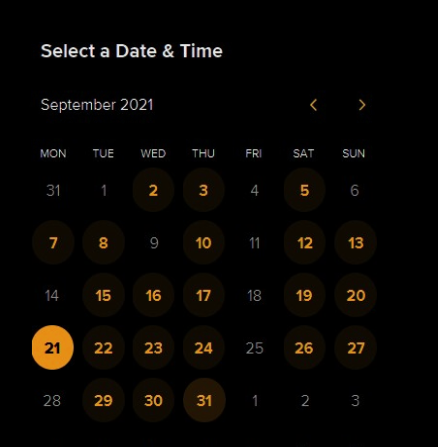 Select a Date & Time
September 2021 < >
MON TUE WED THU FRI SAT SUN
31 1 2 3 4 5 6
7 8 9 10 11 12 13
14 15 16 17 18 19 20
21 22 23 24 25 26 27
28 29 30 31 1 2 3